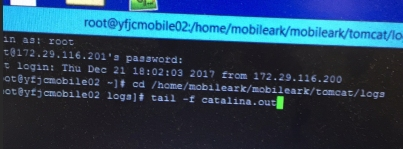 root@yfjcmobile02:/home/mobileark/mobileark/tomcat/lo
in as: root
t@172.29.116.201's password:
t login: Thu Dec 21 18:02:03 2017 from 172.29.116.200
ot@yfjcmobile02 ~]# cd /home/mobileark/mobileark/tomcat/logs
ot@yfjcmobile02 logs]# tail -f catalina.out